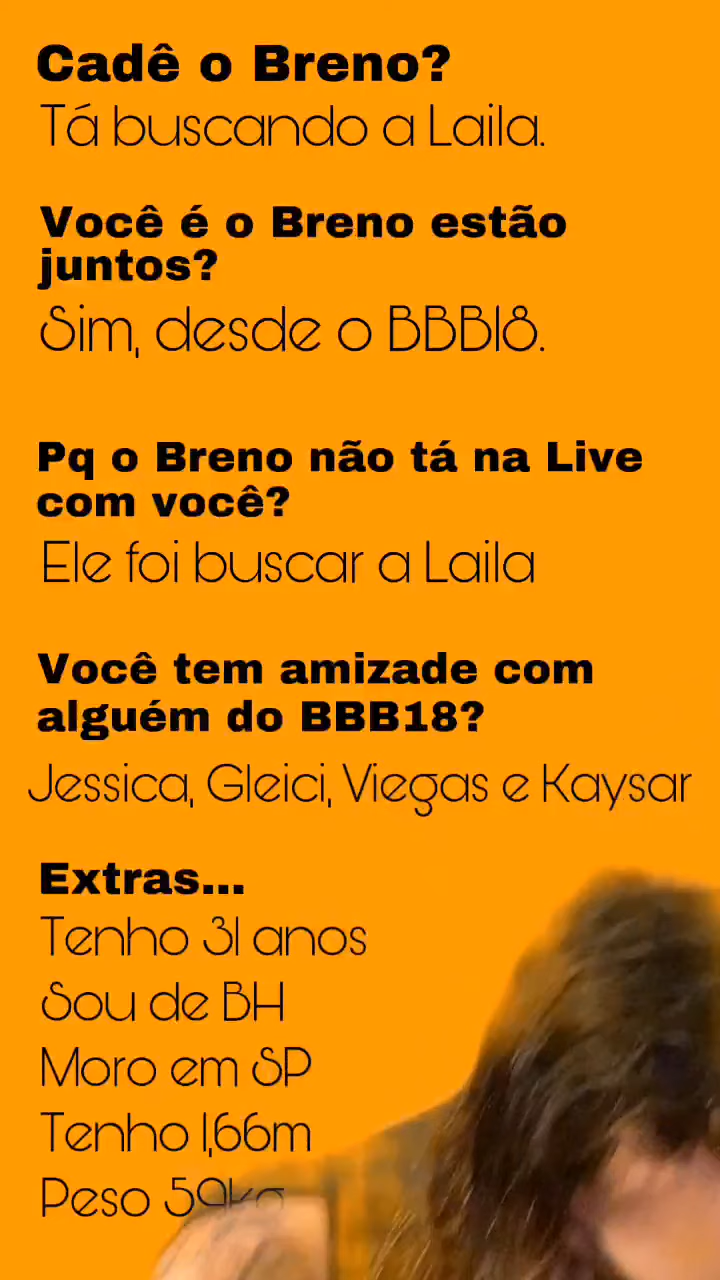 Cadê o Breno?
Tá buscando a Laila.
Você é o Breno estão
juntos?
Sim, desde o BBB18.
Pq o Breno não tá na Live
com você?
Ele foi buscar a Laila
Você tem amizade com
alguém do BBB18?
Jessica, Gleici, Viegas e Kaysar
Extras...
Tenho 31 anos
Sou de BH
Moro em SP
Tenho 1,66m
Peso 59kg